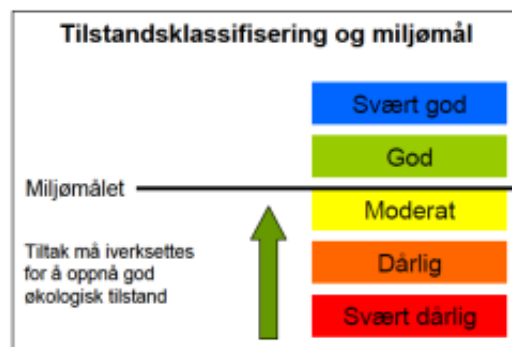 Tilstandsklassifisering og miljømål
Svært god
God
Miljømålet
Moderat
Tiltak må iverksettes
for å oppnå god
økologisk tilstand
Dårlig
Svært dårlig